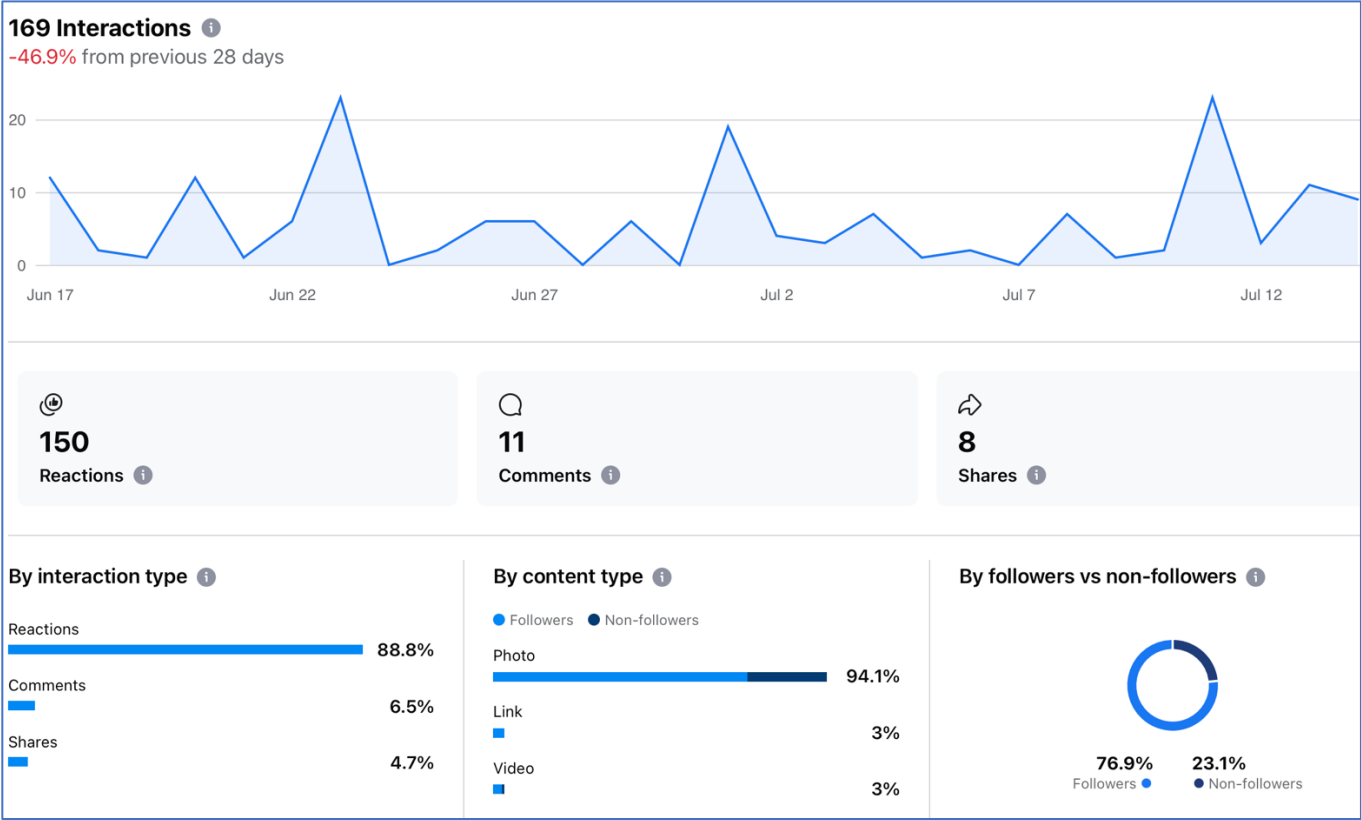 169 Interactions
-46.9% from previous 28 days
20
10
0
Jun 17 Jun 22 Jun 27 Jul 2 Jul 7 Jul 12
150
Reactions
11
Comments
8
Shares
By interaction type
Reactions
88.8%
Comments
6.5%
Shares
4.7%
By content type
Followers Non-followers
Photo
94.1%
Link
3%
Video
3%
By followers vs non-followers
76.9% 23.1%
Followers Non-followers